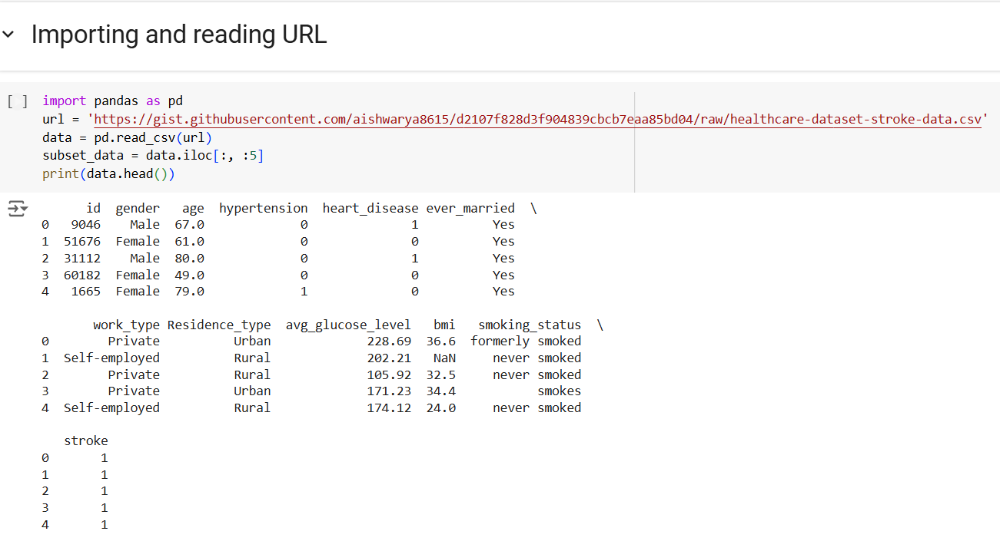 Importing and reading URL
[ ] import pandas as pd
url = 'https://gist.githubusercontent.com/aishwarya8615/d2107f828d3f904839cbcb7eaa85bd04/raw/healthcare-dataset-stroke-data.csv'
data = pd.read_csv(url)
subset_data = data.iloc[:, :5]
print(data.head())
id gender age hypertension heart_disease ever_married \
0 9046 Male 67.0 0 1 Yes
1 51676 Female 61.0 0 0 Yes
2 31112 Male 80.0 0 1 Yes
3 60182 Female 49.0 0 0 Yes
4 1665 Female 79.0 1 0 Yes
work_type Residence_type avg_glucose_level bmi smoking_status \
0 Private Urban 228.69 36.6 formerly smoked
1 Self-employed Rural 202.21 NaN never smoked
2 Private Rural 105.92 32.5 never smoked
3 Private Urban 171.23 34.4 smokes
4 Self-employed Rural 174.12 24.0 never smoked
stroke
0 1
1 1
2 1
3 1
4 1